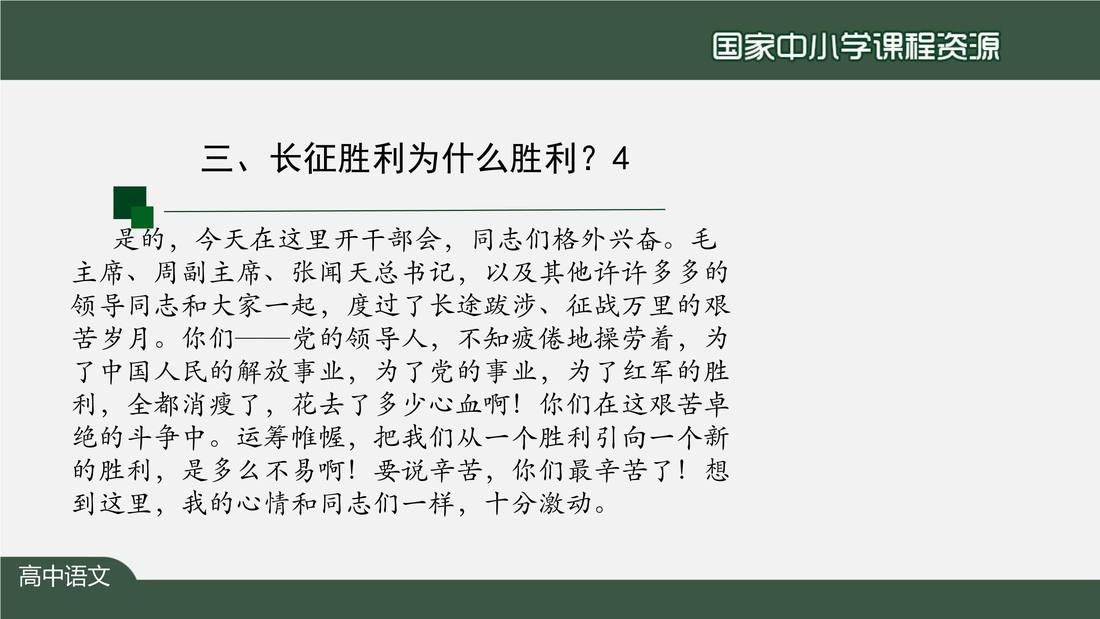 国家中小学课程资源
三、长征胜利为什么胜利？4
是的，今天在这里开干部会，同志们格外兴奋。毛
主席、周副主席、张闻天总书记，以及其他许许多多的
领导同志和大家一起，度过了长途跋涉、征战万里的艰
苦岁月。你们——党的领导人，不知疲倦地操劳着，为
了中国人民的解放事业，为了党的事业，为了红军的胜
利，全都消瘦了，花去了多少心血啊！你们在这艰苦卓
绝的斗争中。运筹帷幄，把我们从一个胜利引向一个新
的胜利，是多么不易啊！要说辛苦，你们最辛苦了！想
到这里，我的心情和同志们一样，十分激动。
高中语文